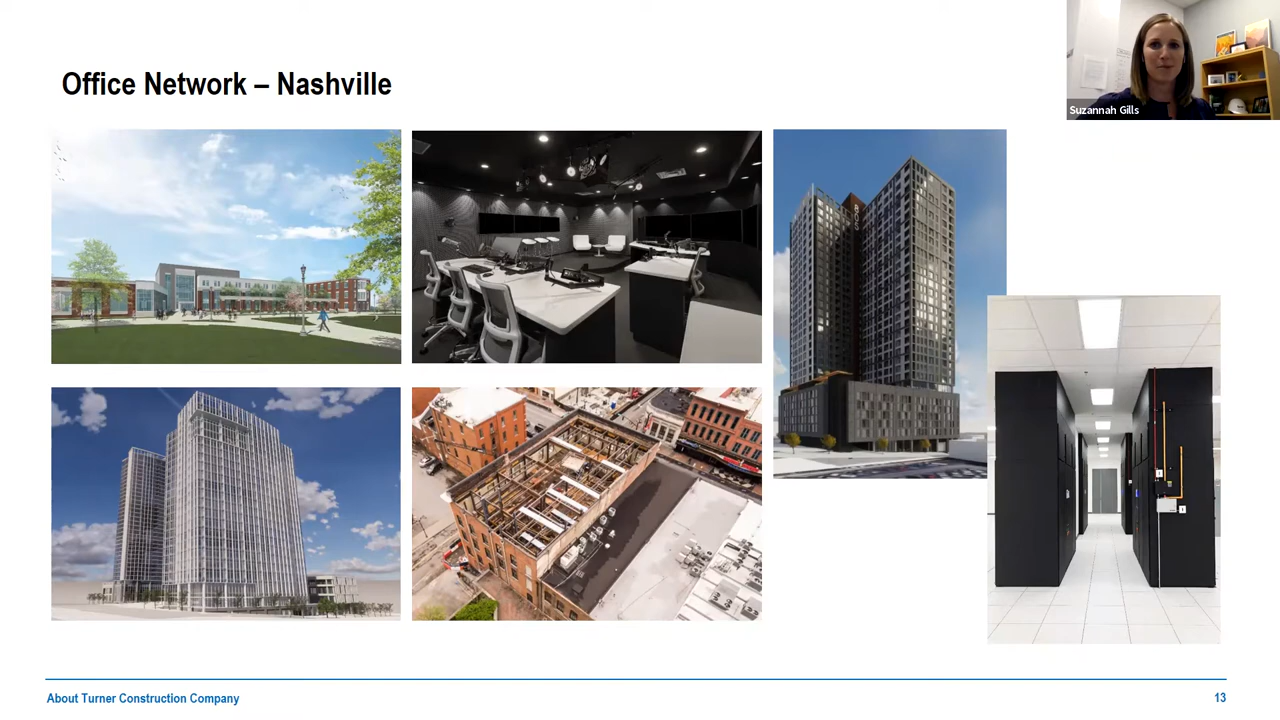 Office Network – Nashville
Suzannah Gills
About Turner Construction Company
13